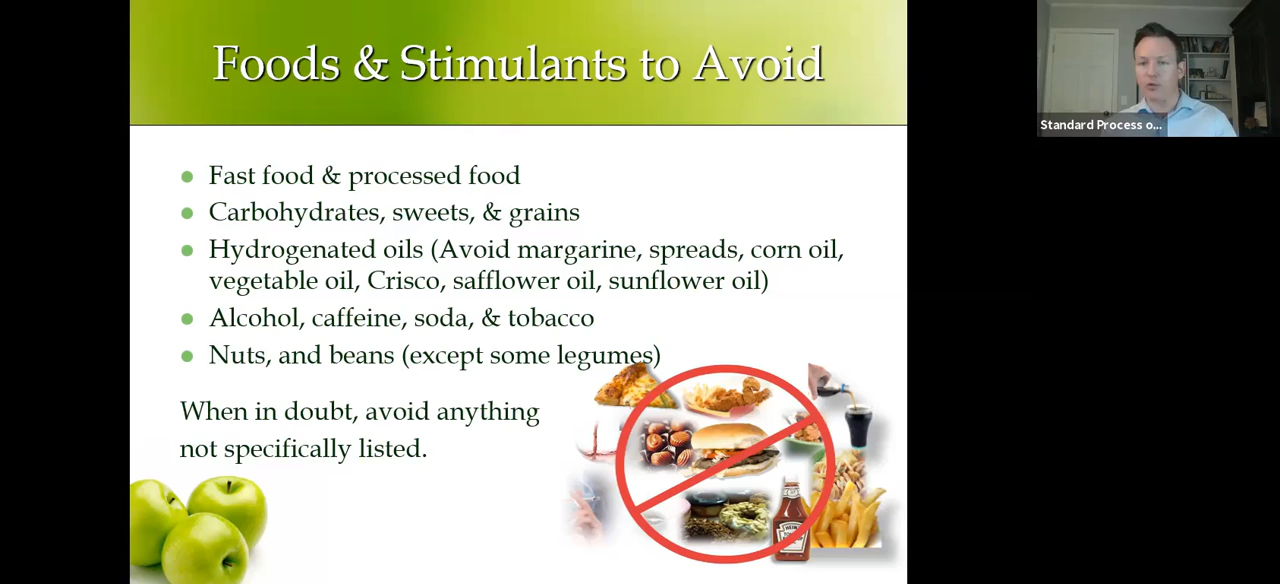 Foods & Stimulants to Avoid
Standard Process o...
Fast food & processed food
Carbohydrates, sweets, & grains
Hydrogenated oils (Avoid margarine, spreads, corn oil,
vegetable oil, Crisco, safflower oil, sunflower oil)
Alcohol, caffeine, soda, & tobacco
Nuts, and beans (except some legumes)
When in doubt, avoid anything
not specifically listed.
HEINZ